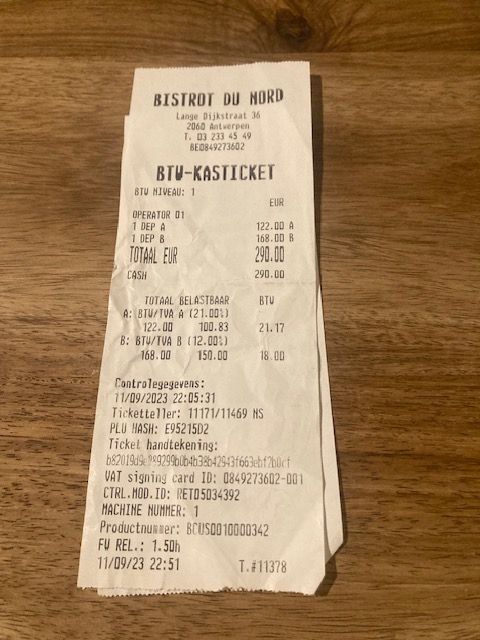 BISTROT DU NORD
Lange Dijkstraat 36
2060 Antwerpen
T. 03 233 45 49
BE0849273602
BTW-KASTICKET
BTW NIVEAU: 1
EUR
OPERATOR 01
1 DEP A 122.00 A
1 DEP B 168.00 B
TOTAAL EUR 290.00
CASH 290.00
TOTAAL BELASTBAAR BTW
A: BTW/TVA A (21.00%)
122.00 100.83 21.17
B: BTW/TVA B (12.00%)
168.00 150.00 18.00
Controlegegevens:
11/09/2023 22:05:31
Ticketteller: 11171/11469 NS
PLU HASH: E95215D2
Ticket handtekening:
VAT signing card ID: 0849273602-001
CTRL.MOD.ID: RET05034392
MACHINE NUMMER: 1
Productnummer: BCUS0010000342
FW REL.: 1.50h
11/09/23 22:51 T.#11378